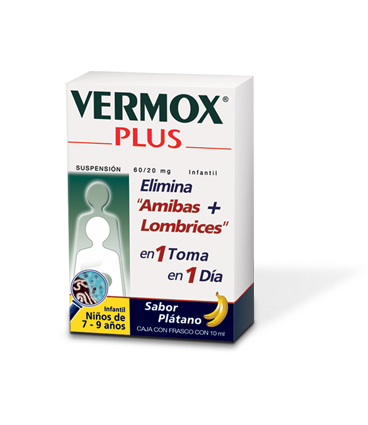 VERMOX®
PLUS
SUSPENSIÓN 60/20 mg Infantil
Elimina
"Amibas +
Lombrices"
en 1 Toma
en 1 Día
Infantil
Niños de
7 - 9 años
Sabor
Plátano
CAJA CON FRASCO CON 10 ml